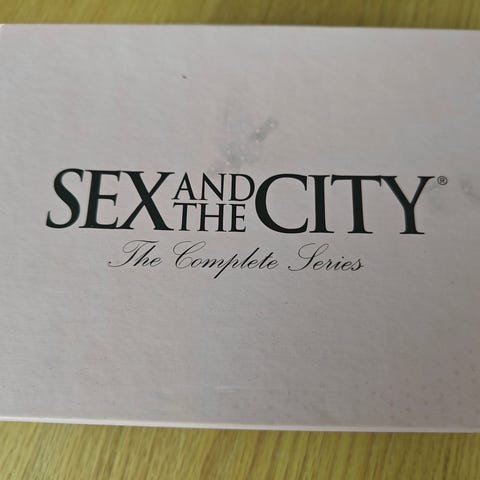 SEX AND THE CITY®
The Complete Series